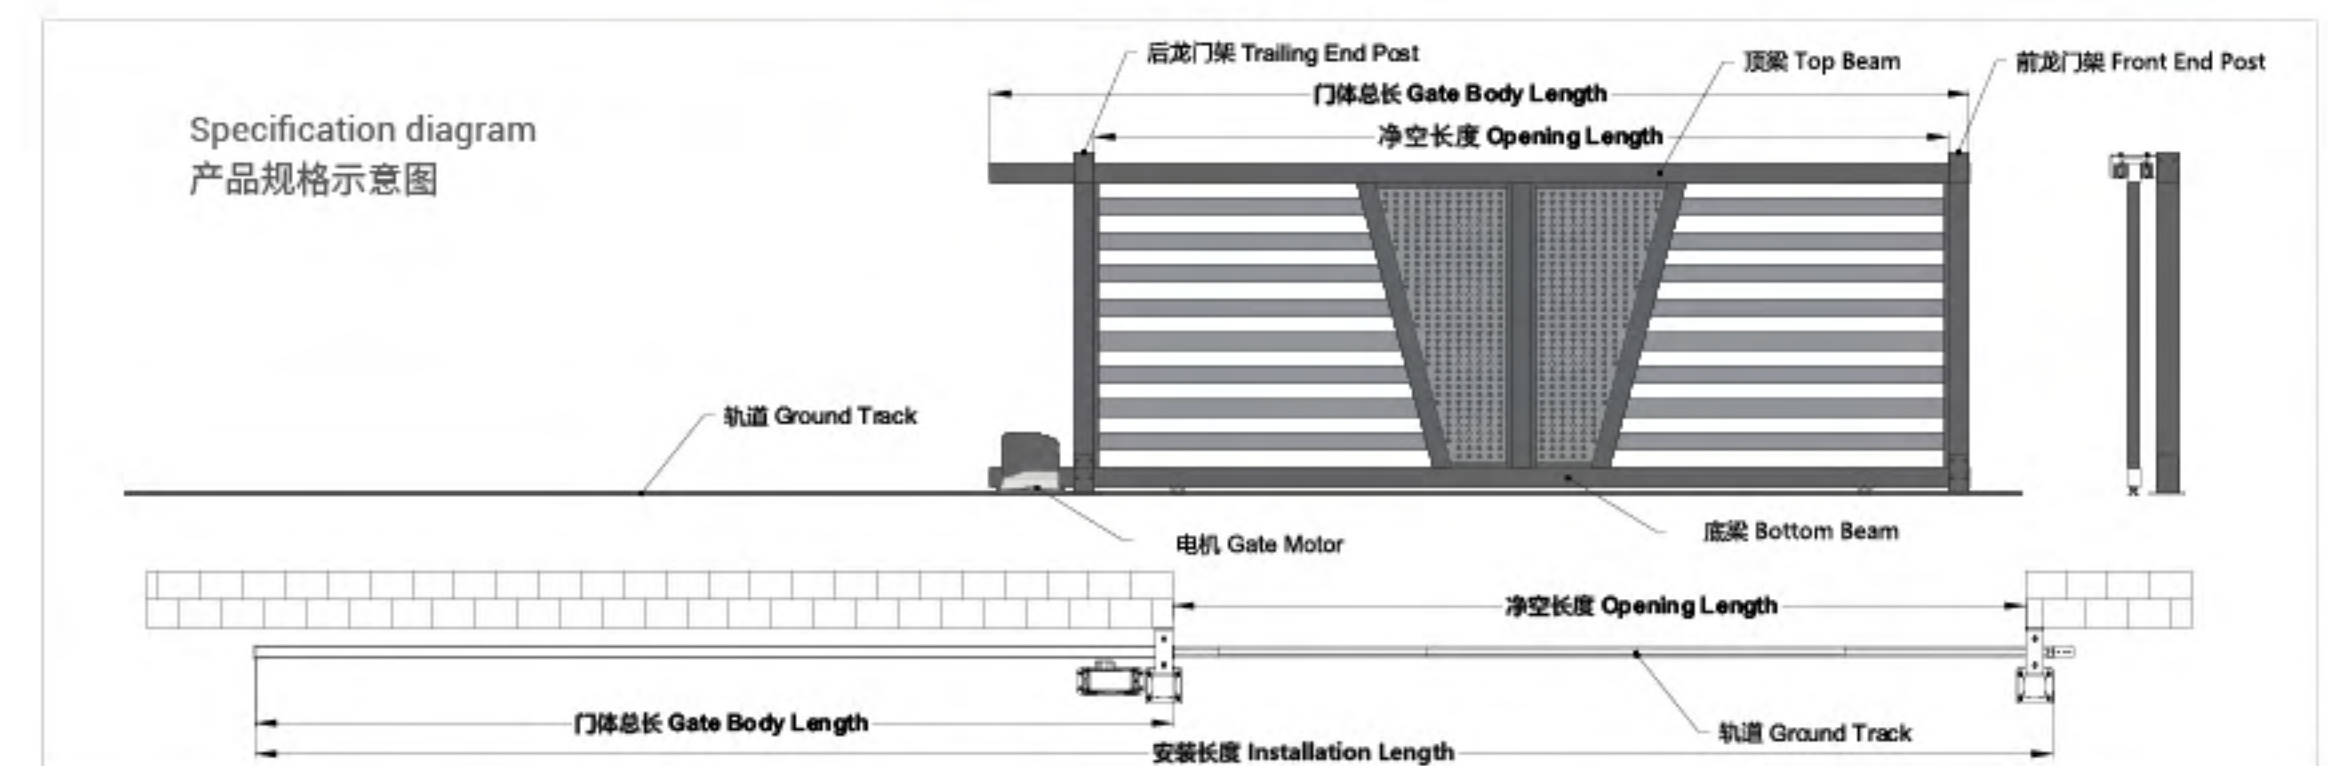 后龙门架 Trailing End Post
顶梁 Top Beam
前龙门架 Front End Post
门体总长 Gate Body Length
Specification diagram
净空长度 Opening Length
产品规格示意图
轨道 Ground Track
底梁 Bottom Beam
电机 Gate Motor
净空长度 Opening Length
门体总长 Gate Body Length
轨道 Ground Track
安装长度 Installation Length